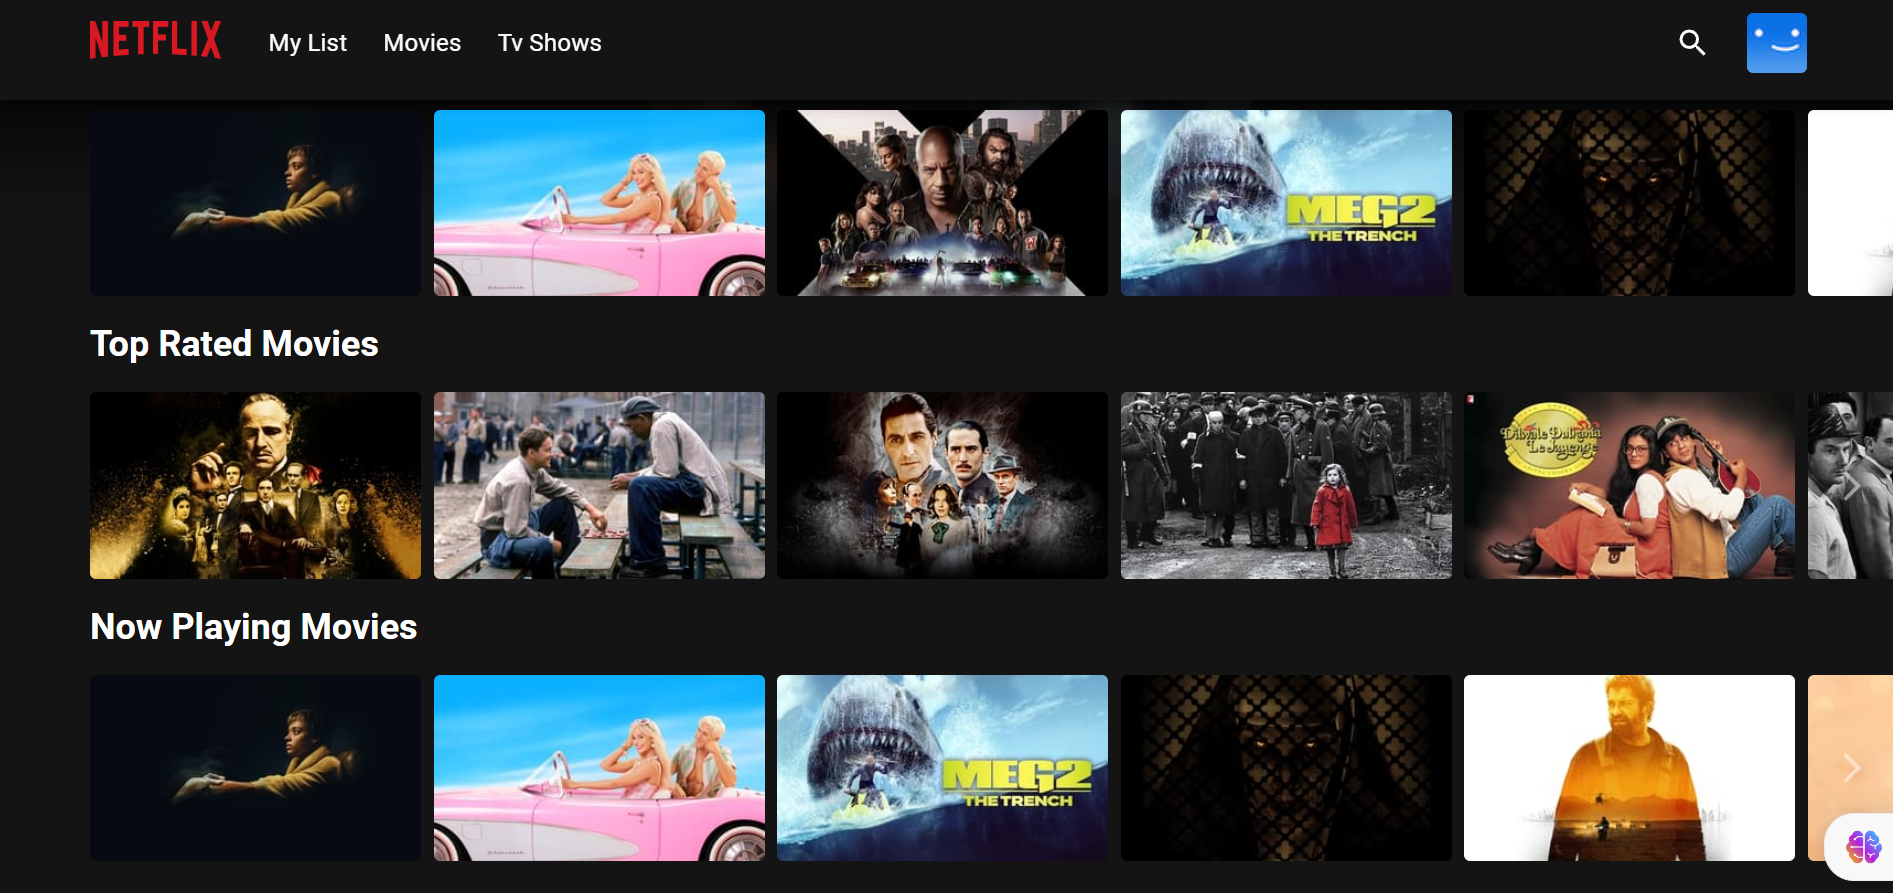 NETFLIX My List Movies Tv Shows
MEG2
THE TRENCH
Top Rated Movies
Dilwale Dulhania
Le Jayenge
Now Playing Movies
MEG2
THE TRENCH